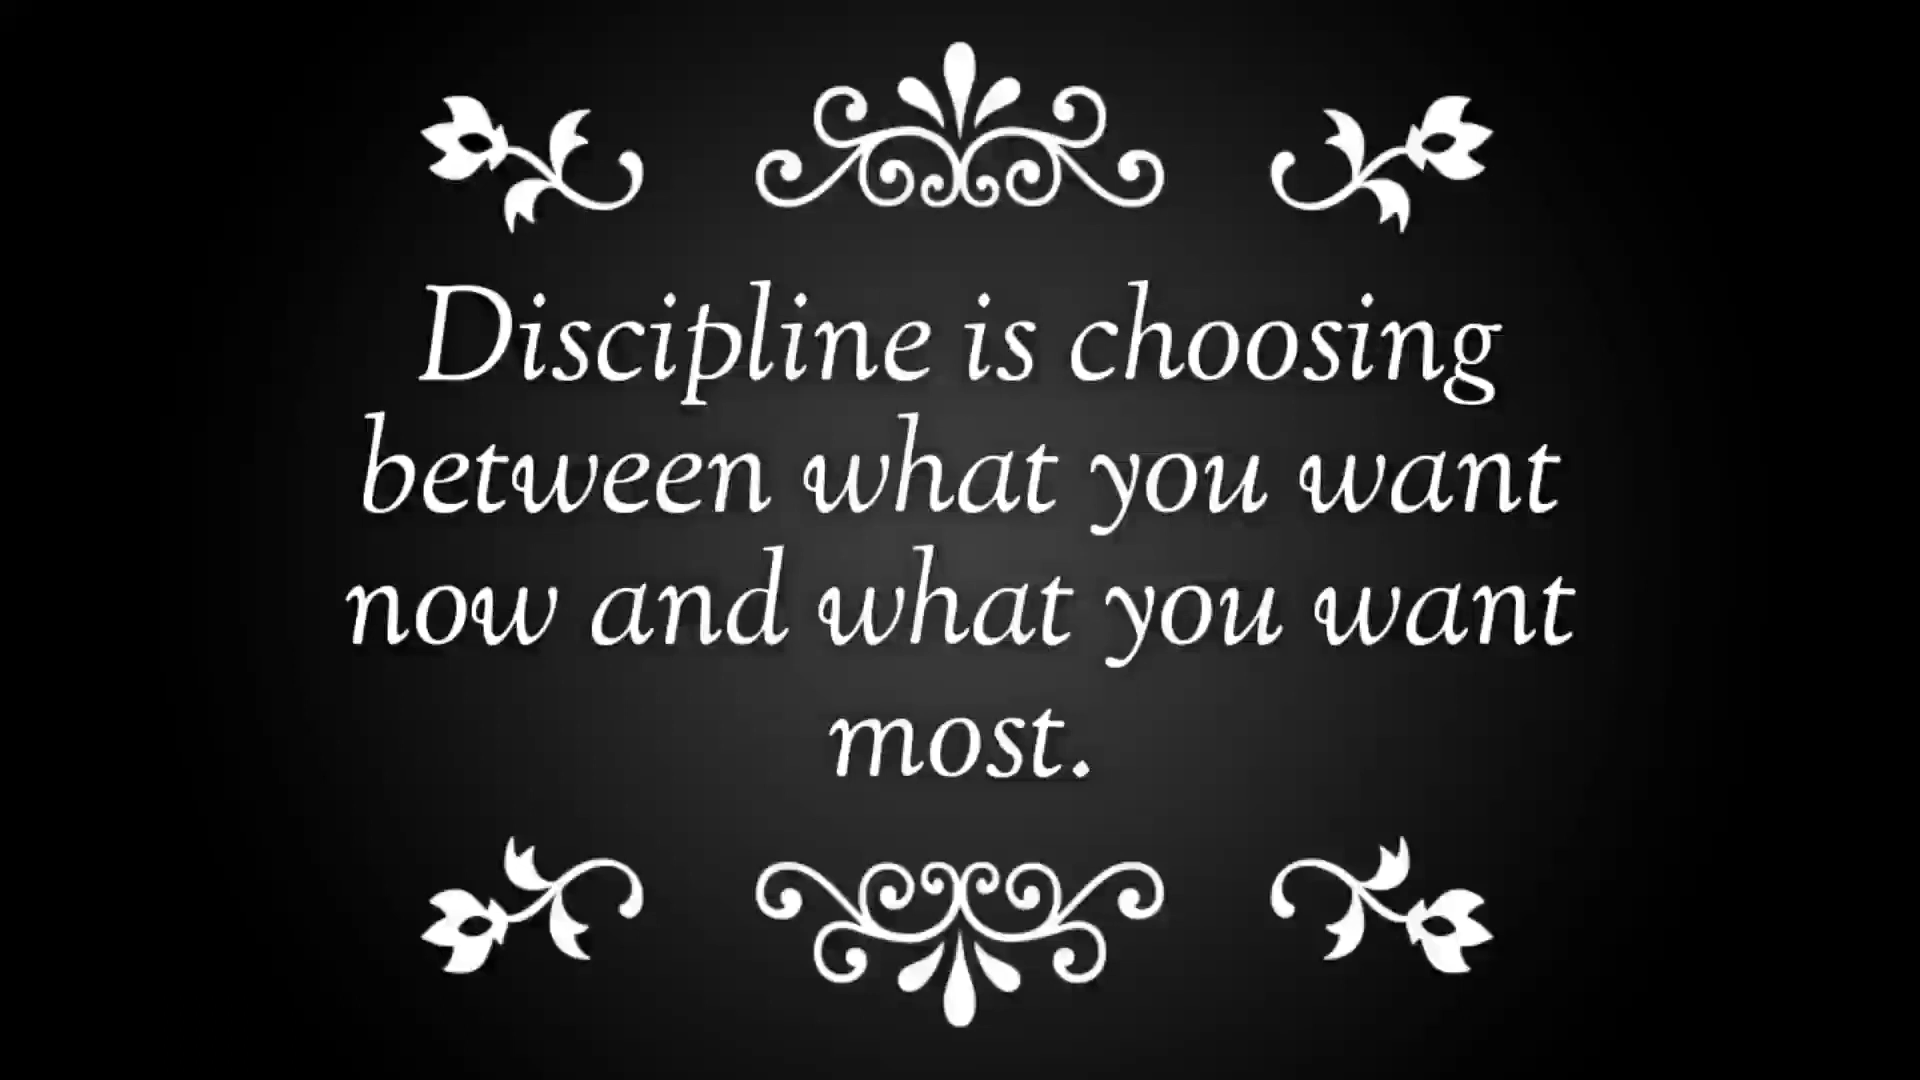 Discipline is choosing
between what you want
now and what you want
most.